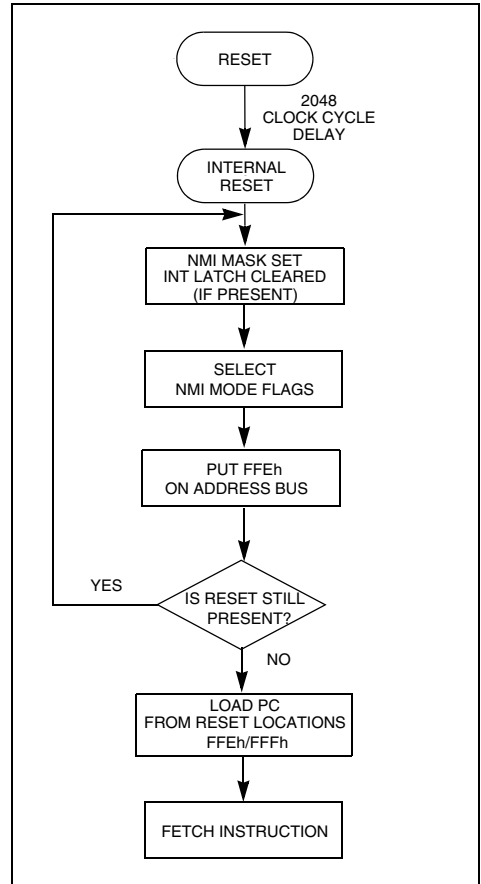 RESET
2048
CLOCK CYCLE
DELAY
INTERNAL
RESET
NMI MASK SET
INT LATCH CLEARED
(IF PRESENT)
SELECT
NMI MODE FLAGS
PUT FFEh
ON ADDRESS BUS
YES
IS RESET STILL
PRESENT?
NO
LOAD PC
FROM RESET LOCATIONS
FFEh/FFFh
FETCH INSTRUCTION